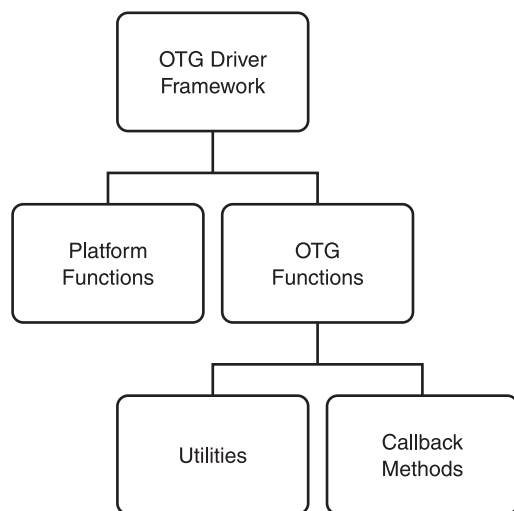 OTG Driver
Framework
Platform
Functions
OTG
Functions
Utilities
Callback
Methods